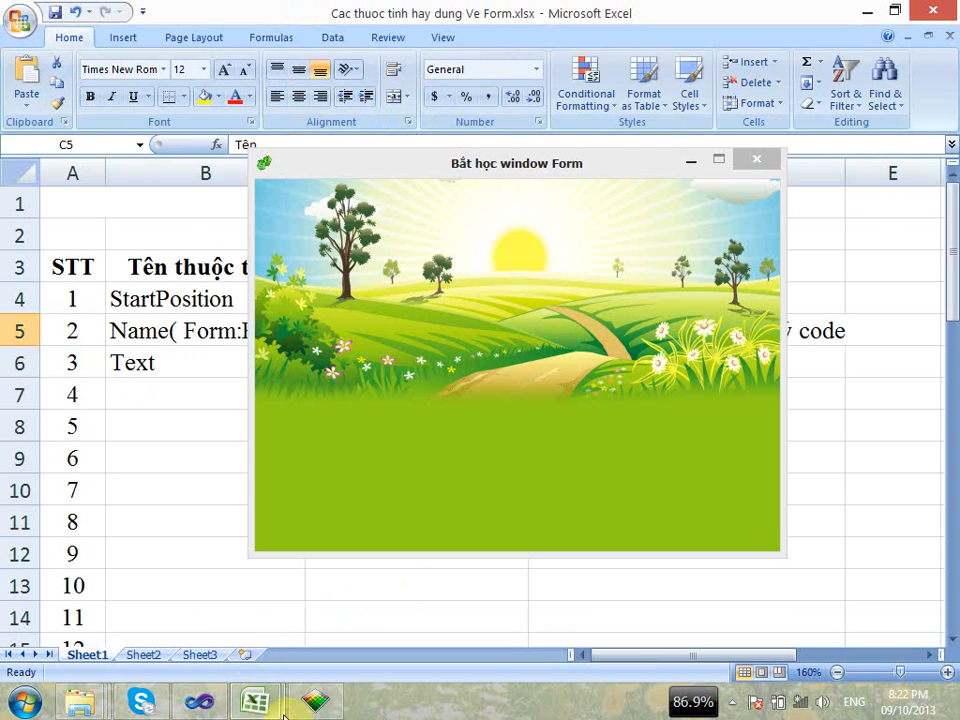 Cac thuoc tinh hay dung Ve Form.xlsx - Microsoft Excel
Home Insert Page Layout Formulas Data Review View
Paste
Times New Rom 12
B I U
General
$ %
Conditional Formatting
Format as Table
Cell Styles
Insert
Delete
Format
Sort & Filter
Find & Select
Clipboard Font Alignment Number Styles Cells Editing
C5 fx Tên
Bắt học window Form
A B E
1
2
3 STT Tên thuộc t
4 1 StartPosition
5 2 Name( Form: code
6 3 Text
7 4
8 5
9 6
10 7
11 8
12 9
13 10
14 11
Sheet1 Sheet2 Sheet3
Ready 160%
86.9% ENG
8:22 PM
09/10/2013